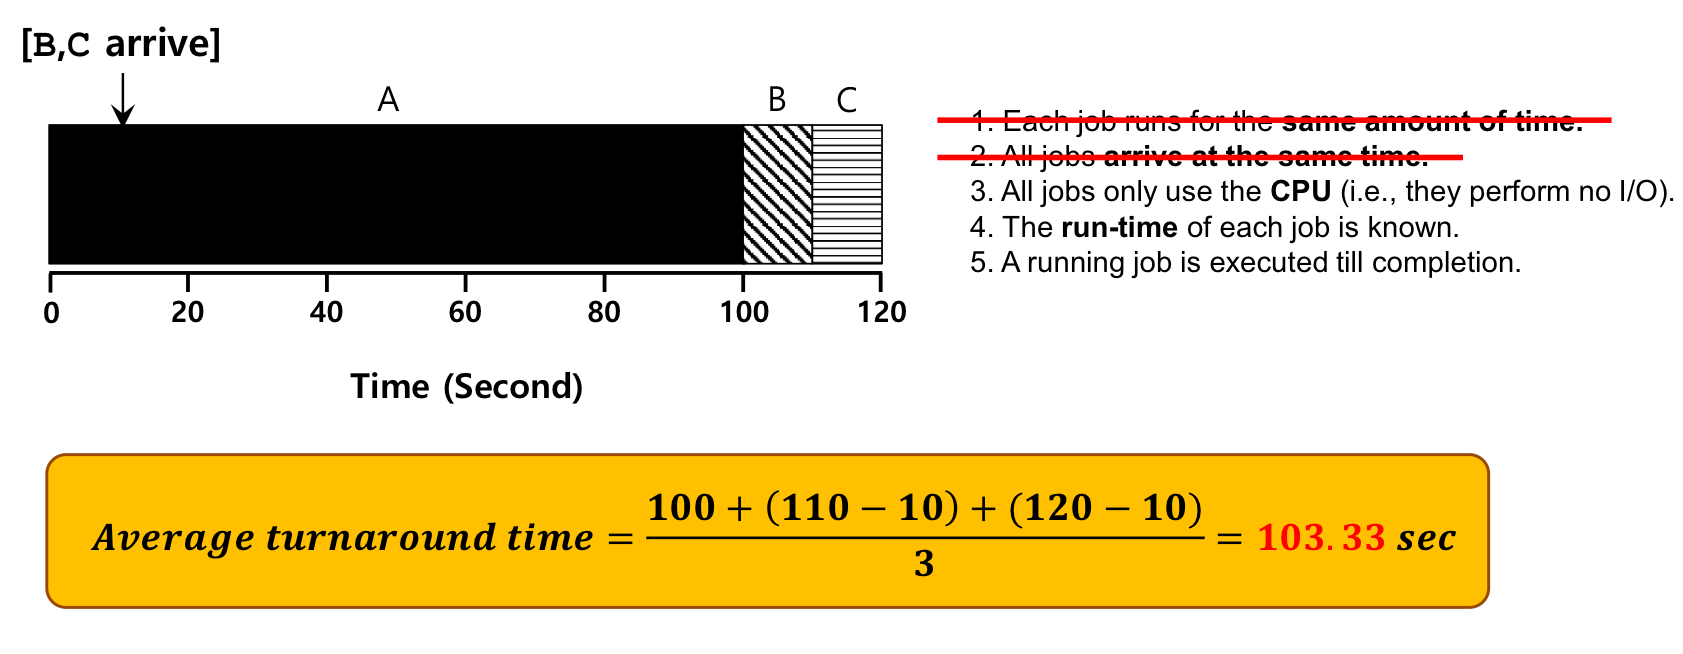 [B,C arrive]
A
B
C
0
20
40
60
80
100
120
Time (Second)
1. Each job runs for the same amount of time.
2. All jobs arrive at the same time.
3. All jobs only use the CPU (i.e., they perform no I/O).
4. The run-time of each job is known.
5. A running job is executed till completion.
Average turnaround time = \frac{100 + (110 − 10) + (120 − 10)}{3} = 103.33 sec